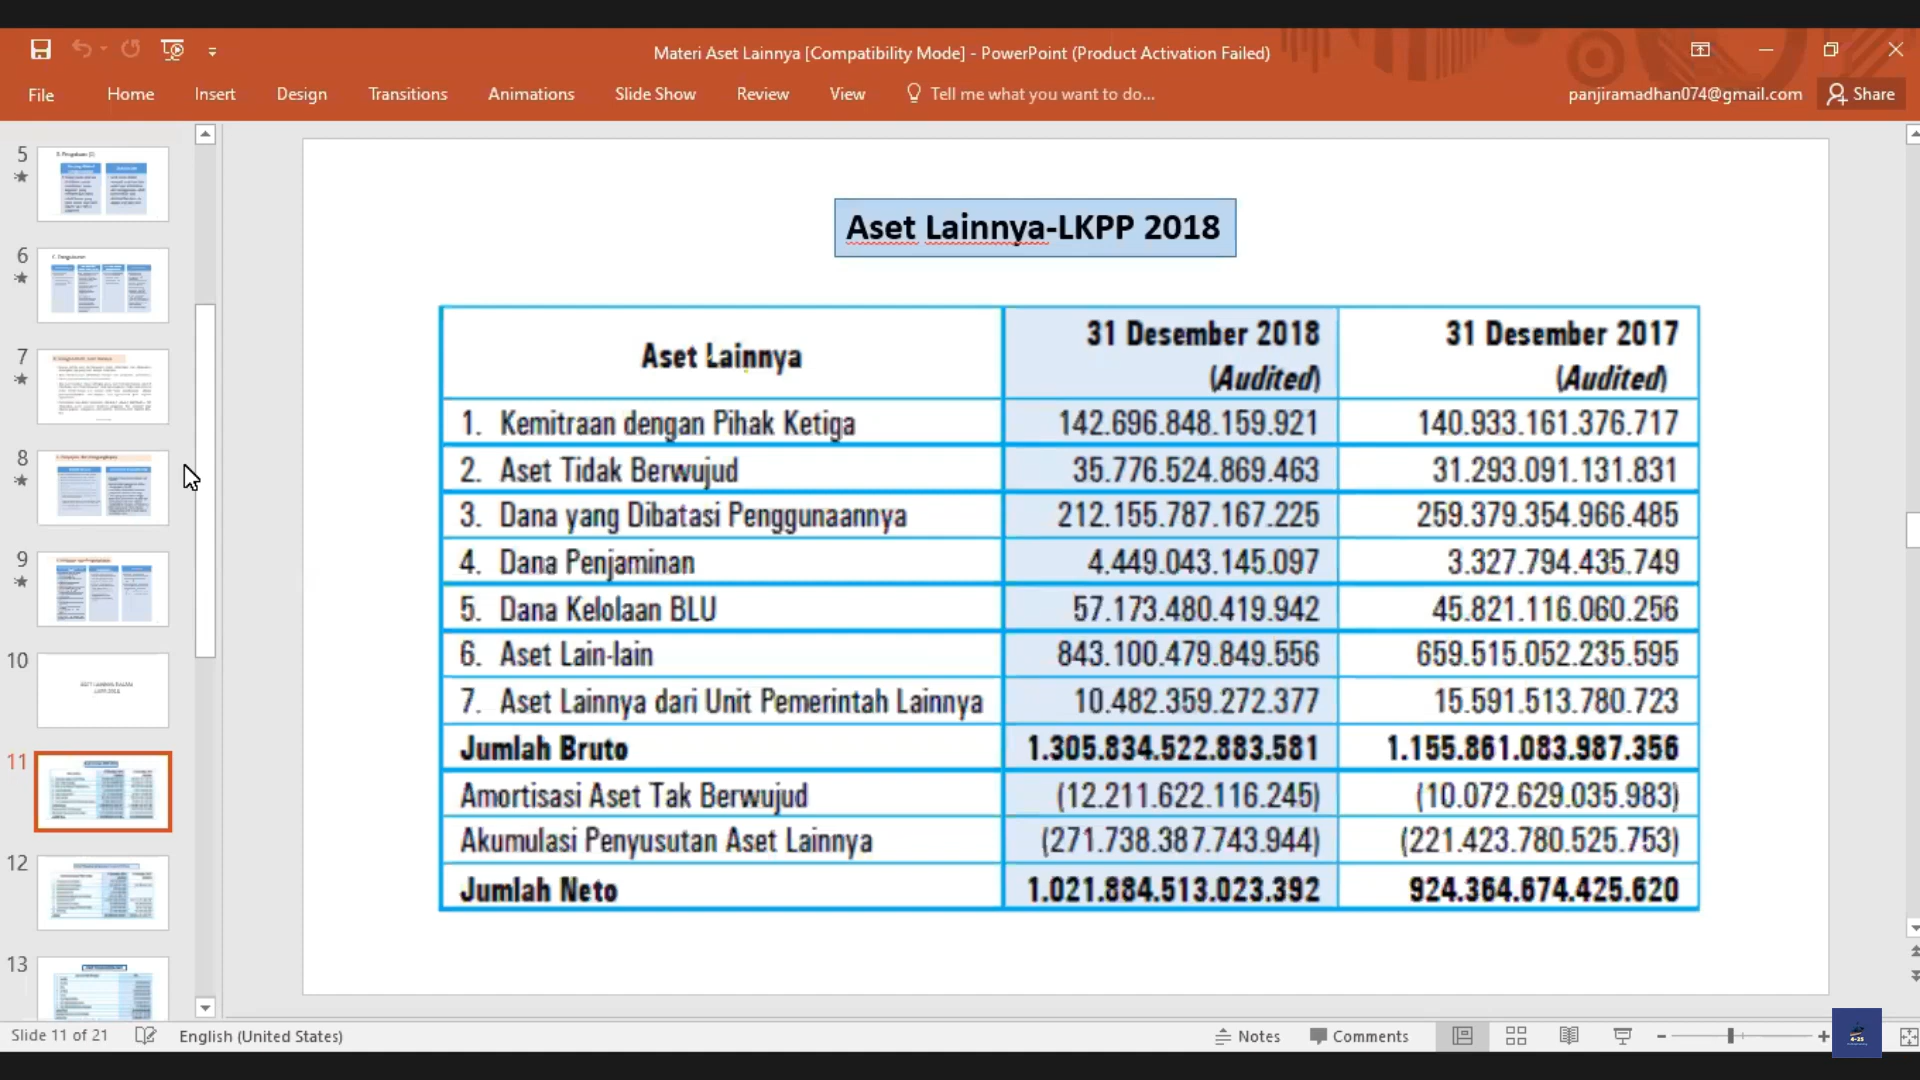 Materi Aset Lainnya [Compatibility Mode] - PowerPoint (Product Activation Failed)
File Home Insert Design Transitions Animations Slide Show Review View Tell me what you want to do... panjiramadhan074@gmail.com Share
5
6
7
8
9
10
11
12
13
Aset Lainnya-LKPP 2018
Aset Lainnya 31 Desember 2018 (Audited) 31 Desember 2017 (Audited)
1. Kemitraan dengan Pihak Ketiga 142.696.848.159.921 140.933.161.376.717
2. Aset Tidak Berwujud 35.776.524.869.463 31.293.091.131.831
3. Dana yang Dibatasi Penggunaannya 212.155.787.167.225 259.379.354.966.485
4. Dana Penjaminan 4.449.043.145.097 3.327.794.435.749
5. Dana Kelolaan BLU 57.173.480.419.942 45.821.116.060.256
6. Aset Lain-lain 843.100.479.849.556 659.515.052.235.595
7. Aset Lainnya dari Unit Pemerintah Lainnya 10.482.359.272.377 15.591.513.780.723
Jumlah Bruto 1.305.834.522.883.581 1.155.861.083.987.356
Amortisasi Aset Tak Berwujud (12.211.622.116.245) (10.072.629.035.983)
Akumulasi Penyusutan Aset Lainnya (271.738.387.743.944) (221.423.780.525.753)
Jumlah Neto 1.021.884.513.023.392 924.364.674.425.620
Slide 11 of 21 English (United States) Notes Comments